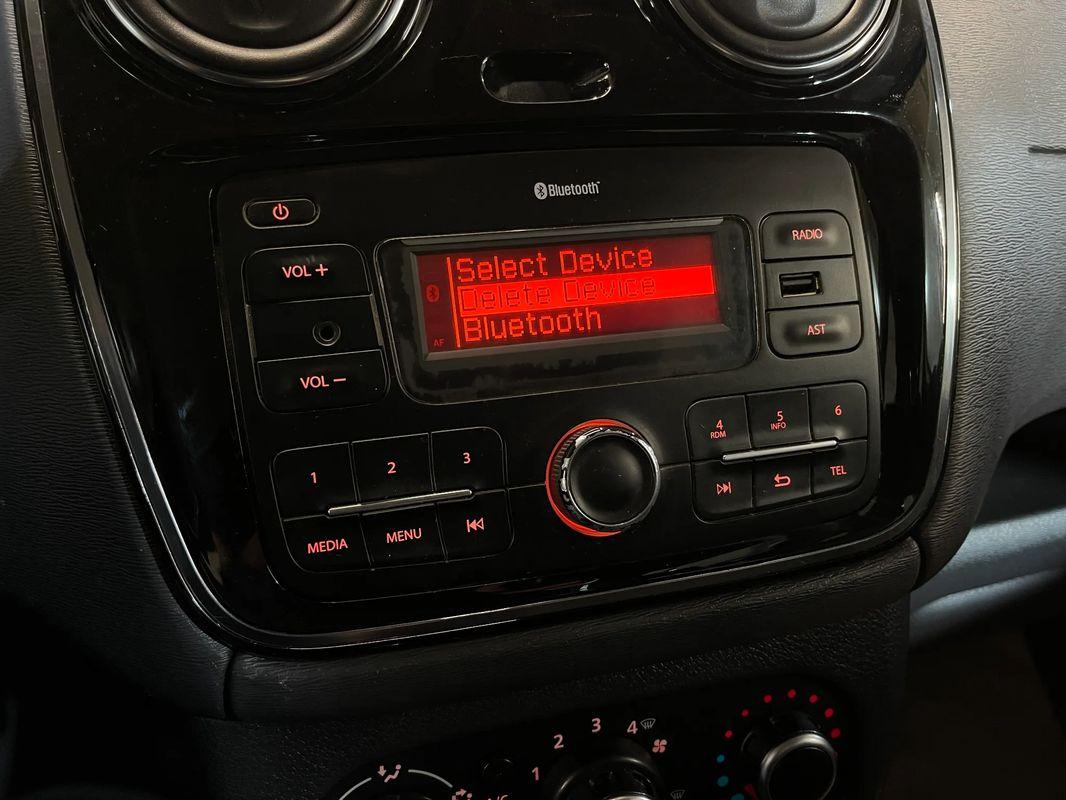 Bluetooth
VOL +
VOL −
Select Device
Delete Device
Bluetooth
AF
RADIO
AST
1
2
3
MEDIA
MENU
4
RDM
5
INFO
6
TEL
1
2
3
4
A/C